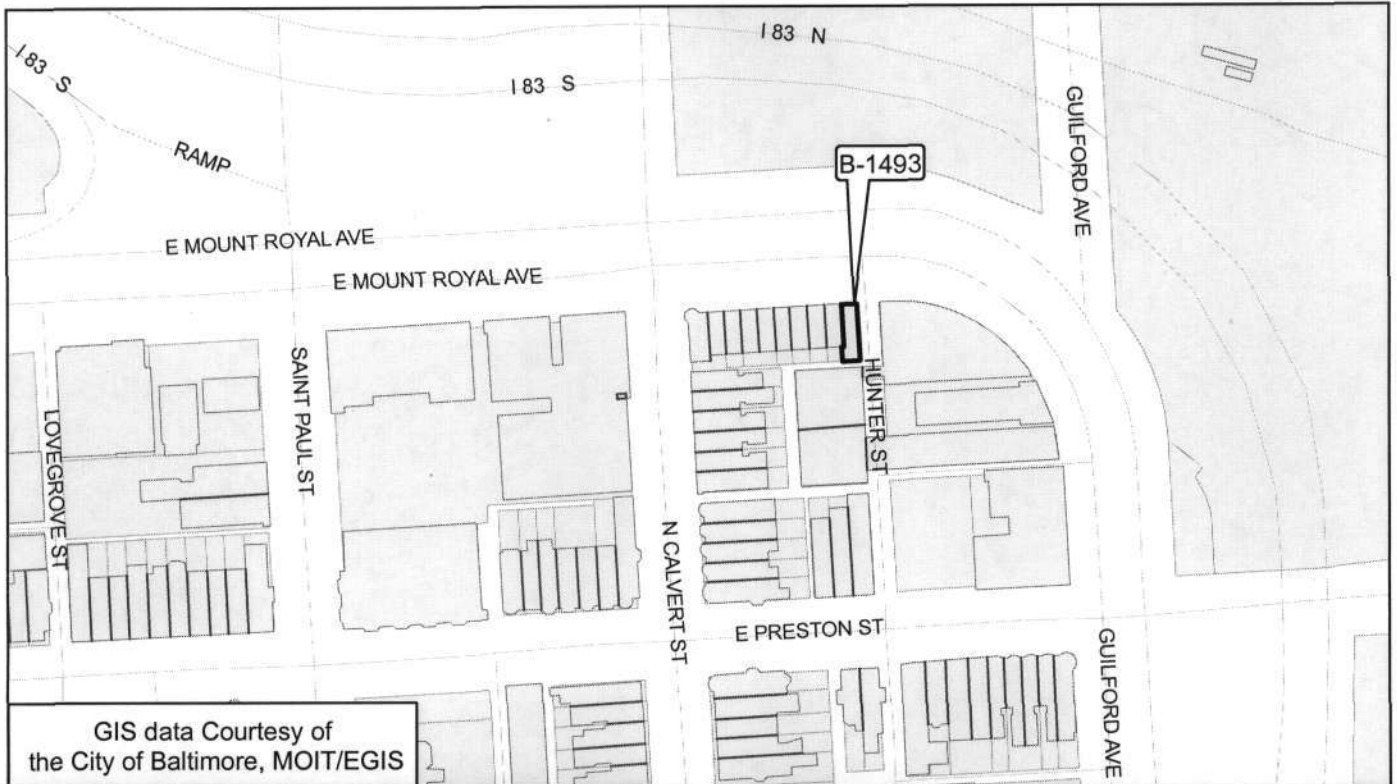 I 83 N
I 83 S
I 83 S
RAMP
GUILFORD AVE
B-1493
E MOUNT ROYAL AVE
E MOUNT ROYAL AVE
SAINT PAUL ST
HUNTER ST
LOVEGROVE ST
N CALVERT ST
E PRESTON ST
GUILFORD AVE
GIS data Courtesy of
the City of Baltimore, MOIT/EGIS